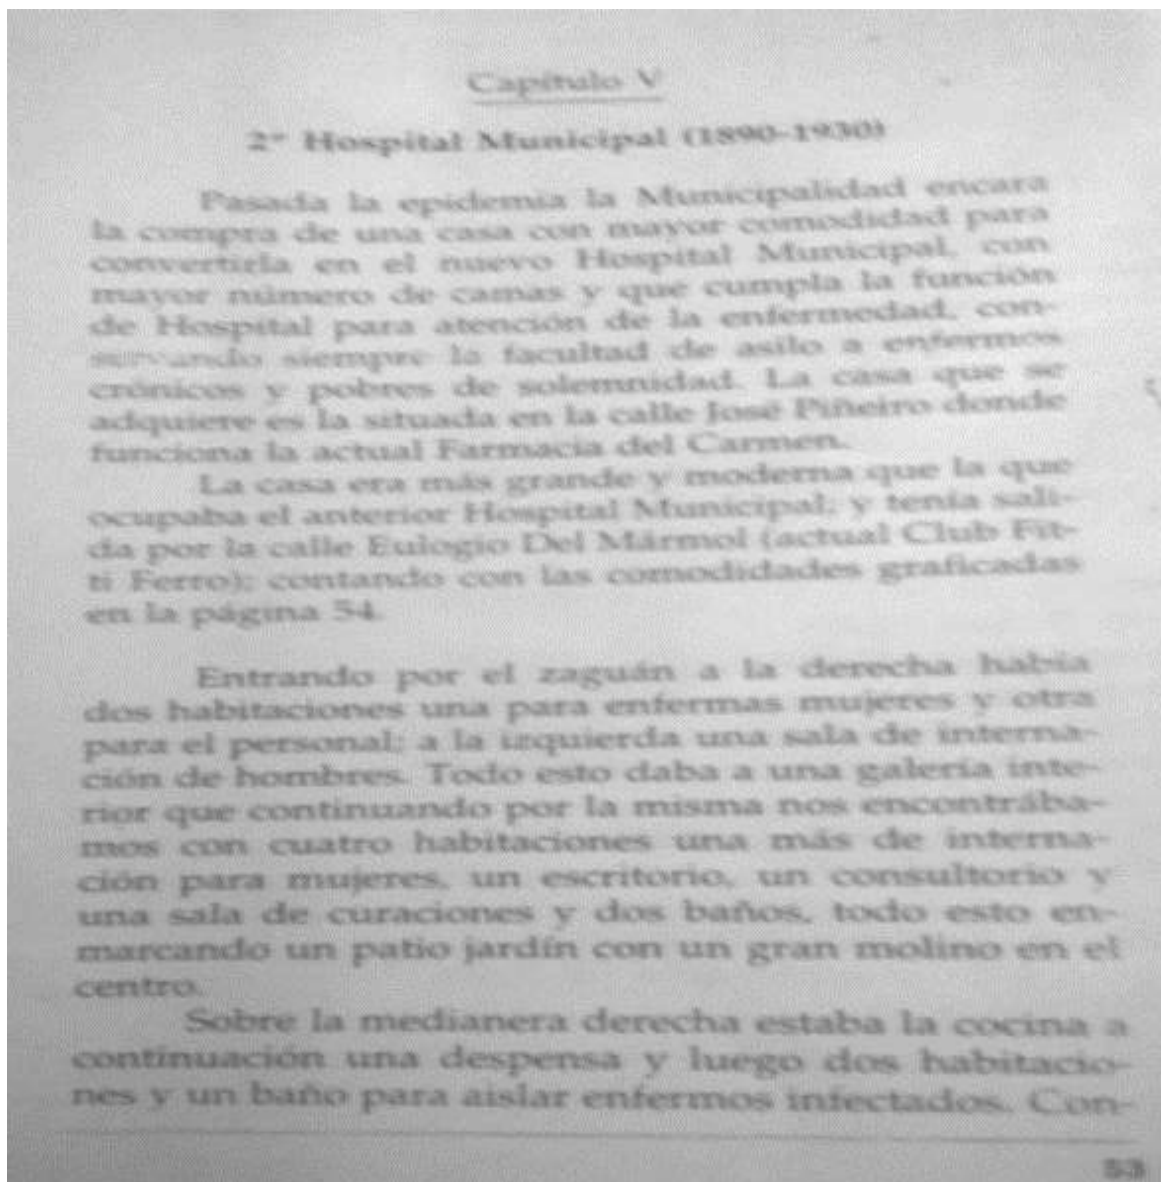 Capítulo V
2º Hospital Municipal (1890-1930)
Pasada la epidemia la Municipalidad encara
la compra de una casa con mayor comodidad para
convertirla en el nuevo Hospital Municipal, con
mayor número de camas y que cumpla la función
de Hospital para atención de la enfermedad, con-
servando siempre la facultad de asilo a enfermos
crónicos y pobres de solemnidad. La casa que se
adquiere es la situada en la calle José Piñeiro donde
funciona la actual Farmacia del Carmen.
La casa era más grande y moderna que la que
ocupaba el anterior Hospital Municipal; y tenía sali-
da por la calle Eulogio Del Mármol (actual Club Fit-
ti Ferro); contando con las comodidades graficadas
en la página 54.
Entrando por el zaguán a la derecha había
dos habitaciones una para enfermas mujeres y otra
para el personal; a la izquierda una sala de interna-
ción de hombres. Todo esto daba a una galería inte-
rior que continuando por la misma nos encontrába-
mos con cuatro habitaciones una más de interna-
ción para mujeres, un escritorio, un consultorio y
una sala de curaciones y dos baños, todo esto en-
marcando un patio jardín con un gran molino en el
centro.
Sobre la medianera derecha estaba la cocina a
continuación una despensa y luego dos habitacio-
nes y un baño para aislar enfermos infectados. Con-
53